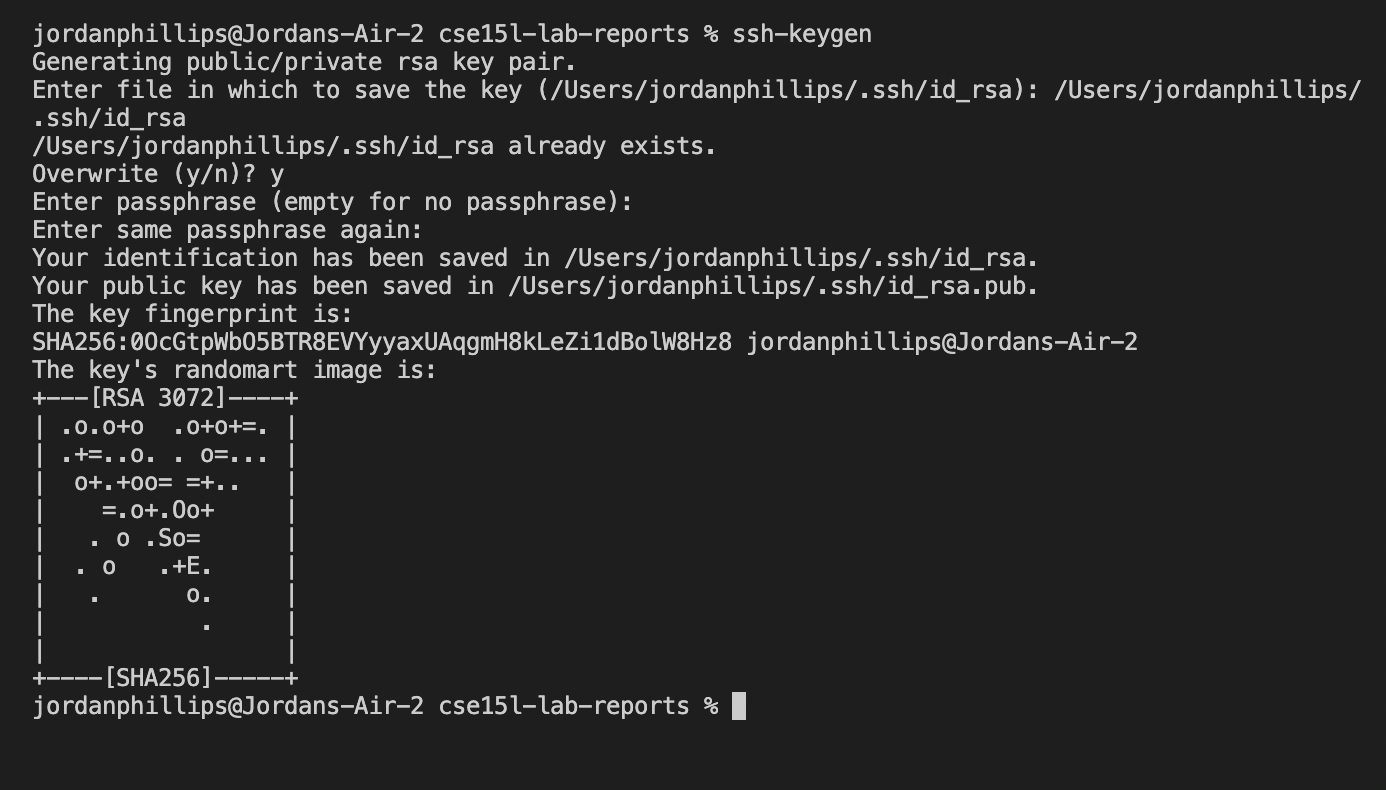 jordanphillips@Jordans-Air-2 cse15l-lab-reports % ssh-keygen
Generating public/private rsa key pair.
Enter file in which to save the key (/Users/jordanphillips/.ssh/id_rsa): /Users/jordanphillips/
.ssh/id_rsa
/Users/jordanphillips/.ssh/id_rsa already exists.
Overwrite (y/n)? y
Enter passphrase (empty for no passphrase):
Enter same passphrase again:
Your identification has been saved in /Users/jordanphillips/.ssh/id_rsa.
Your public key has been saved in /Users/jordanphillips/.ssh/id_rsa.pub.
The key fingerprint is:
SHA256:0OcGtpWbO5BTR8EVYyyaxUAqgmH8kLeZi1dBolW8Hz8 jordanphillips@Jordans-Air-2
The key's randomart image is:
+---[RSA 3072]----+
| .o.o+o  .o+o+=. |
| .+=..o. . o=... |
|  o+.+oo= =+..   |
|    =.o+.Oo+     |
|   . o .So=      |
|  . o   .+E.     |
|   .      o.     |
|           .     |
|                 |
+----[SHA256]-----+
jordanphillips@Jordans-Air-2 cse15l-lab-reports %